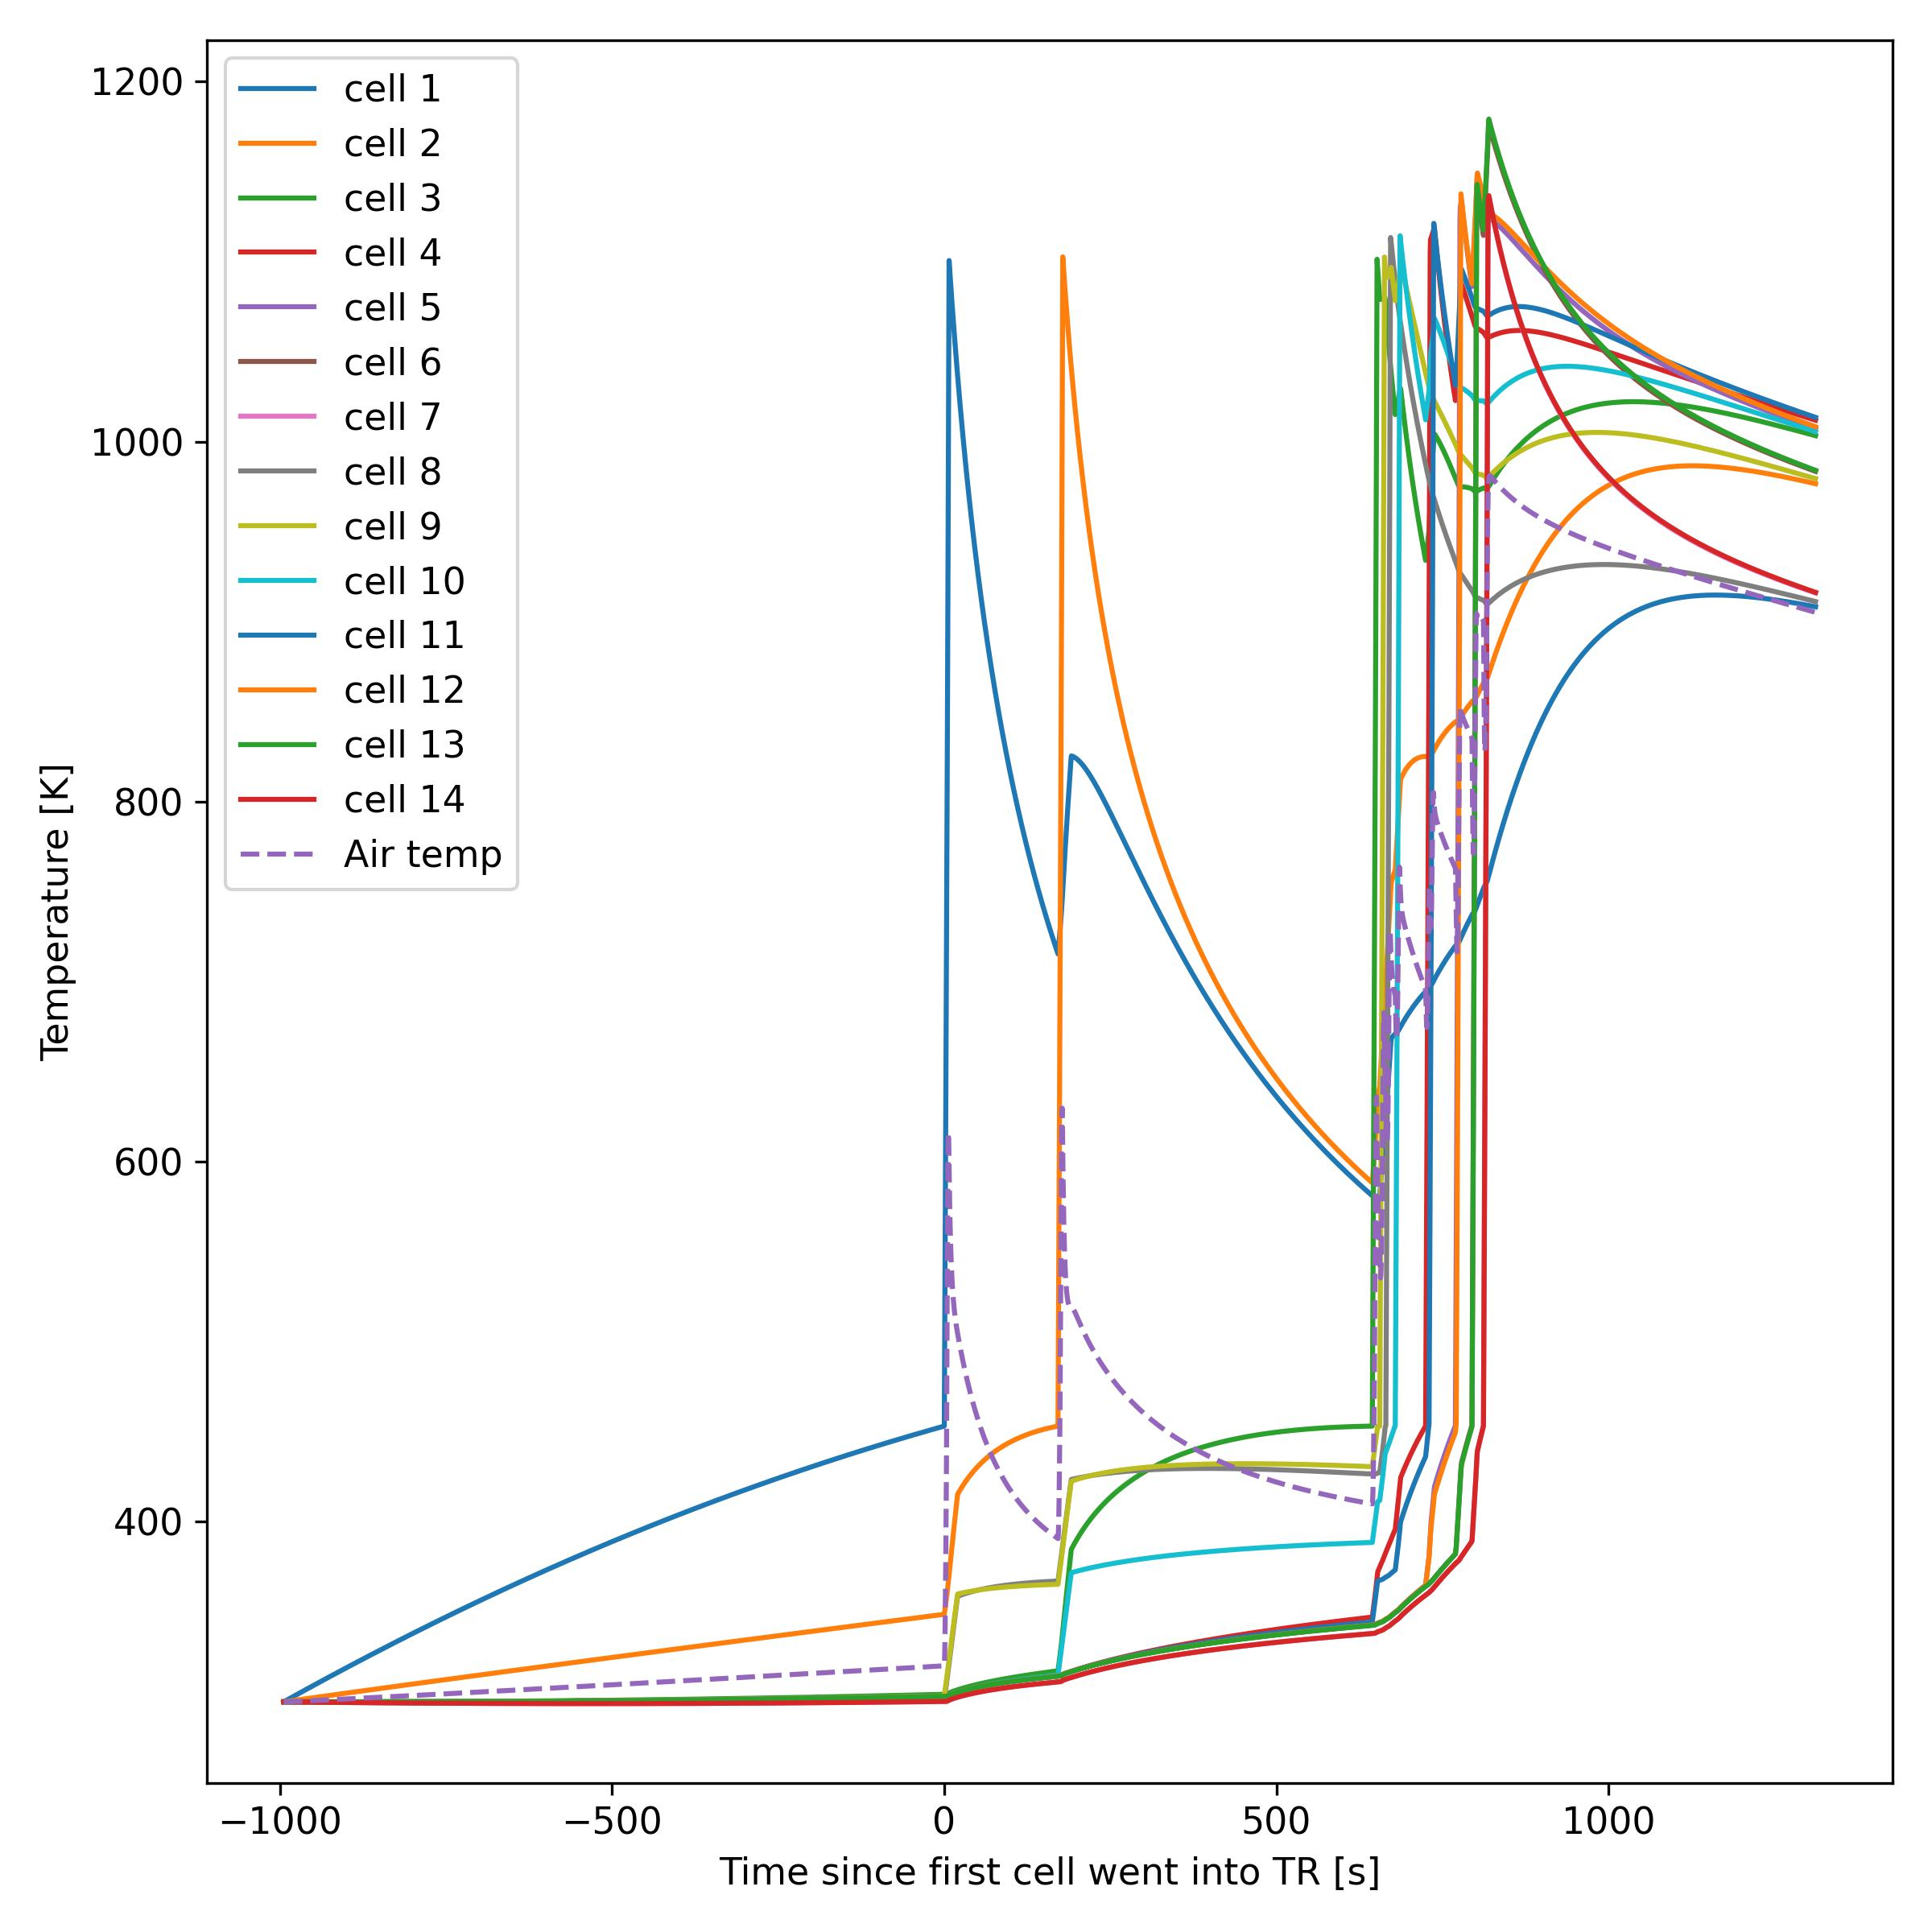 1200
1000
800
600
400
Temperature [K]
cell 1
cell 2
cell 3
cell 4
cell 5
cell 6
cell 7
cell 8
cell 9
cell 10
cell 11
cell 12
cell 13
cell 14
Air temp
−1000 −500 0 500 1000
Time since first cell went into TR [s]